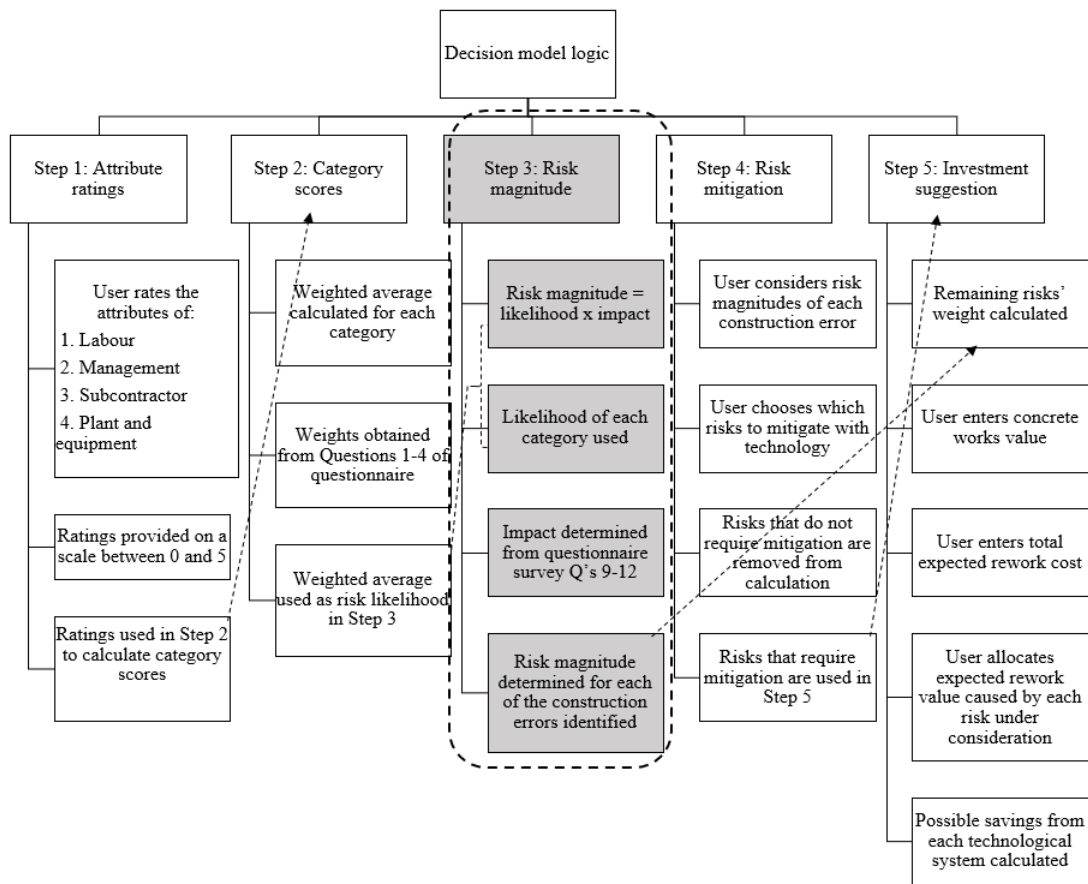 Decision model logic
Step 1: Attribute
ratings
User rates the
attributes of:
1. Labour
2. Management
3. Subcontractor
4. Plant and
equipment
Ratings provided on a
scale between 0 and 5
Ratings used in Step 2
to calculate category
scores
Step 2: Category
scores
Weighted average
calculated for each
category
Weights obtained
from Questions 1-4 of
questionnaire
Weighted average
used as risk likelihood
in Step 3
Step 3: Risk
magnitude
Risk magnitude =
likelihood x impact
Likelihood of each
category used
Impact determined
from questionnaire
survey Q’s 9-12
Risk magnitude
determined for each
of the construction
errors identified
Step 4: Risk
mitigation
User considers risk
magnitudes of each
construction error
User chooses which
risks to mitigate with
technology
Risks that do not
require mitigation are
removed from
calculation
Risks that require
mitigation are used in
Step 5
Step 5: Investment
suggestion
Remaining risks’
weight calculated
User enters concrete
works value
User enters total
expected rework cost
User allocates
expected rework
value caused by each
risk under
consideration
Possible savings from
each technological
system calculated